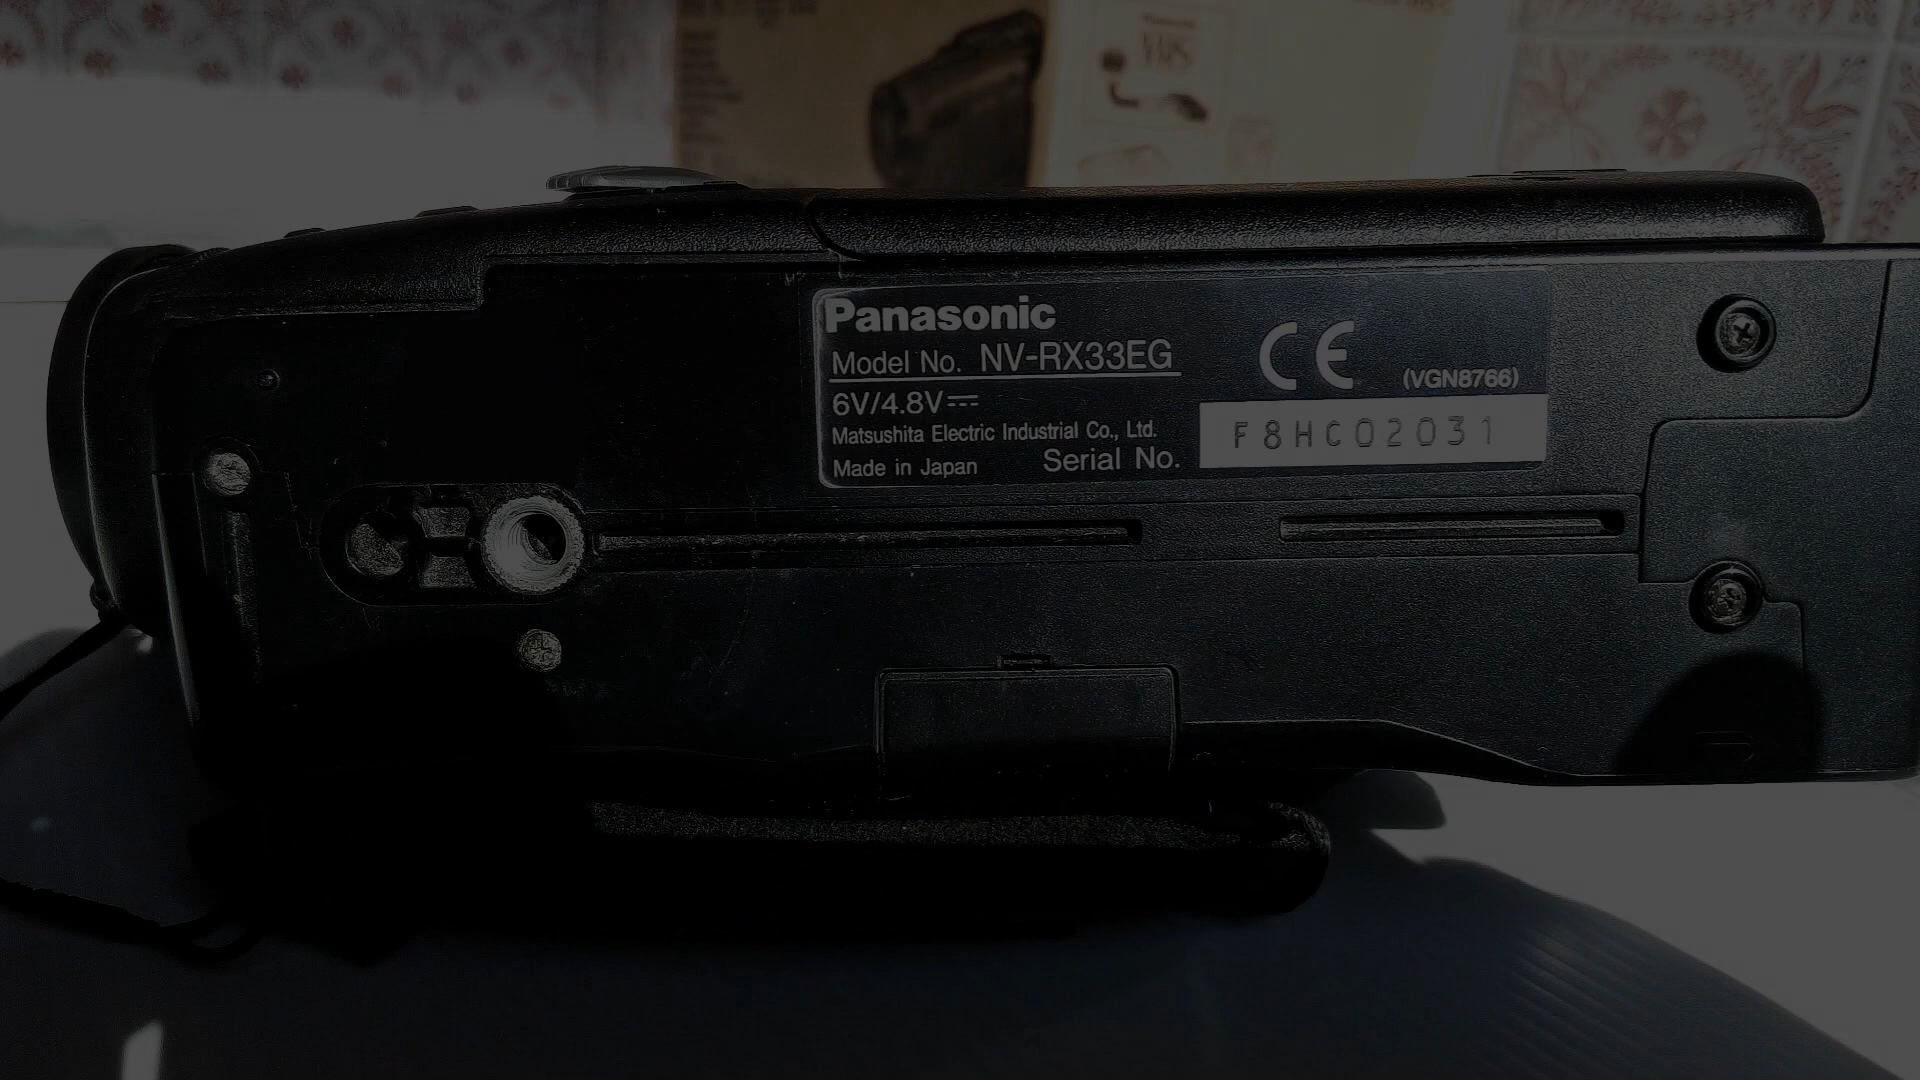 VHS
Panasonic
Model No. NV-RX33EG
6V/4.8V
Matsushita Electric Industrial Co., Ltd.
Made in Japan
Serial No.
CE
(VGN8766)
F8HC02031